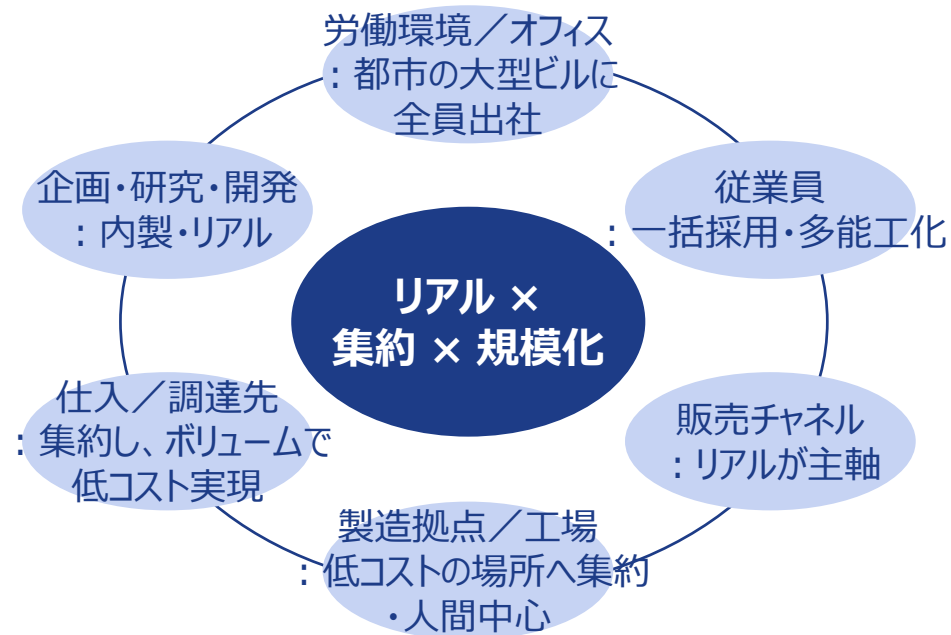 労働環境／オフィス
：都市の大型ビルに
全員出社
従業員
：一括採用・多能工化
販売チャネル
：リアルが主軸
製造拠点／工場
：低コストの場所へ集約
・人間中心
仕入／調達先
：集約し、ボリュームで
低コスト実現
企画・研究・開発
：内製・リアル
リアル ×
集約 × 規模化